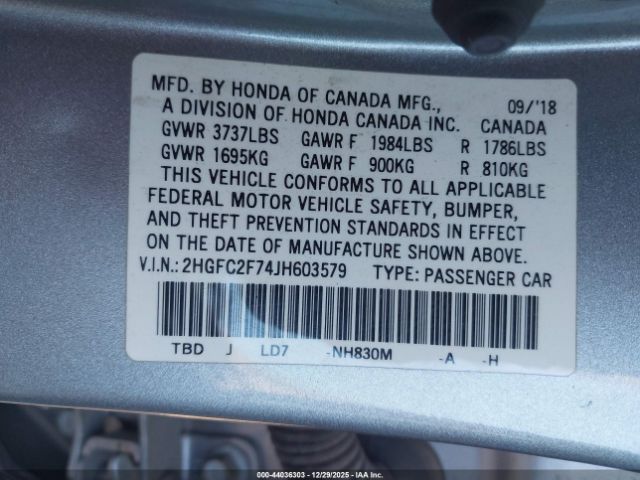 MFD. BY HONDA OF CANADA MFG., 09/'18
A DIVISION OF HONDA CANADA INC. CANADA
GVWR 3737LBS GAWR F 1984LBS R 1786LBS
GVWR 1695KG GAWR F 900KG R 810KG
THIS VEHICLE CONFORMS TO ALL APPLICABLE
FEDERAL MOTOR VEHICLE SAFETY, BUMPER,
AND THEFT PREVENTION STANDARDS IN EFFECT
ON THE DATE OF MANUFACTURE SHOWN ABOVE.
V.I.N.: 2HGFC2F74JH603579 TYPE: PASSENGER CAR
TBD J LD7 -NH830M -A -H
000-44036303 - 12/29/2025 - IAA Inc.